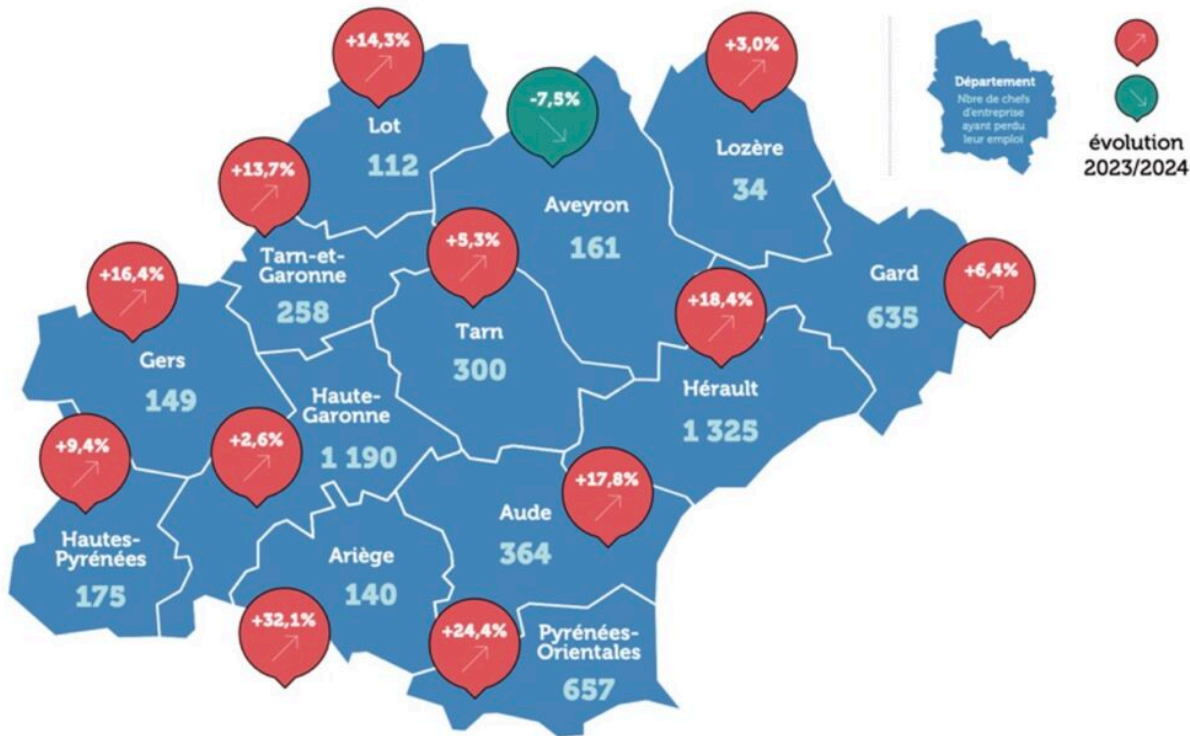 +14,3%
Lot
112
-7,5%
Aveyron
161
+3,0%
Lozère
34
Département
Nbre de chefs
d'entreprise
ayant perdu
leur emploi
évolution
2023/2024
+13,7%
Tarn-et-
Garonne
258
+5,3%
Tarn
300
+16,4%
Gers
149
+18,4%
Hérault
1 325
Gard
635
+6,4%
Haute-
Garonne
1 190
+2,6%
+9,4%
Hautes-
Pyrénées
175
+17,8%
Aude
364
Ariège
140
+32,1%
+24,4%
Pyrénées-
Orientales
657